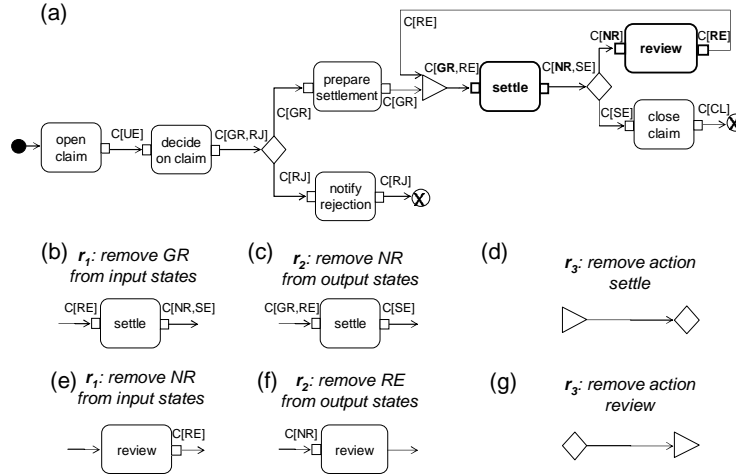 (a)
C[RE]
C[GR,RE]
C[NR,SE]
C[NR]
C[RE]
review
prepare
settlement
settle
C[GR]
C[GR]
C[SE]
close
claim
C[CL]
X
open
claim
C[UE]
decide
on claim
C[GR,RJ]
C[RJ]
notify
rejection
C[RJ]
X
(b)
r1: remove GR
from input states
C[RE]
settle
C[NR,SE]
(c)
r2: remove NR
from output states
C[GR,RE]
settle
C[SE]
(d)
r3: remove action
settle
(e)
r1: remove NR
from input states
review
C[RE]
(f)
r2: remove RE
from output states
C[NR]
review
(g)
r3: remove action
review